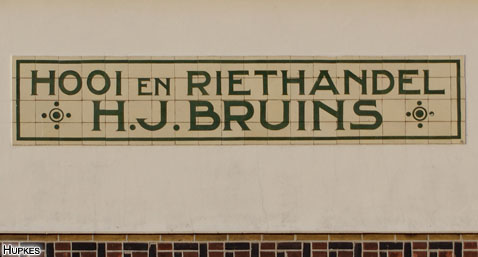 HOOI EN RIETHANDEL
H.J. BRUINS
HUPKES